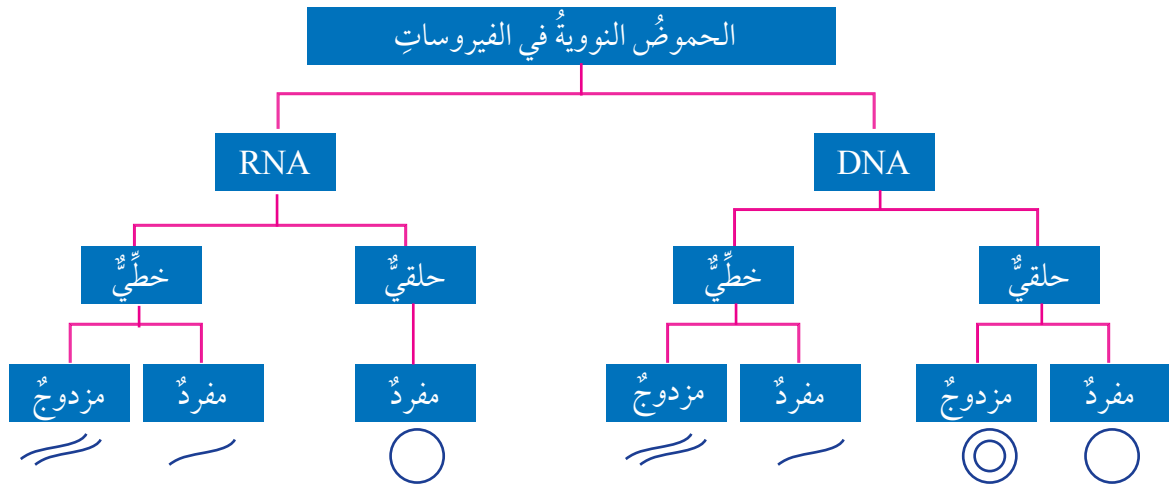 الحموضُ النوويةُ في الفيروساتِ
DNA
RNA
حلقيٌّ
خطِّيٌّ
حلقيٌّ
خطِّيٌّ
مفردٌ
مزدوجٌ
مفردٌ
مزدوجٌ
مفردٌ
مفردٌ
مزدوجٌ